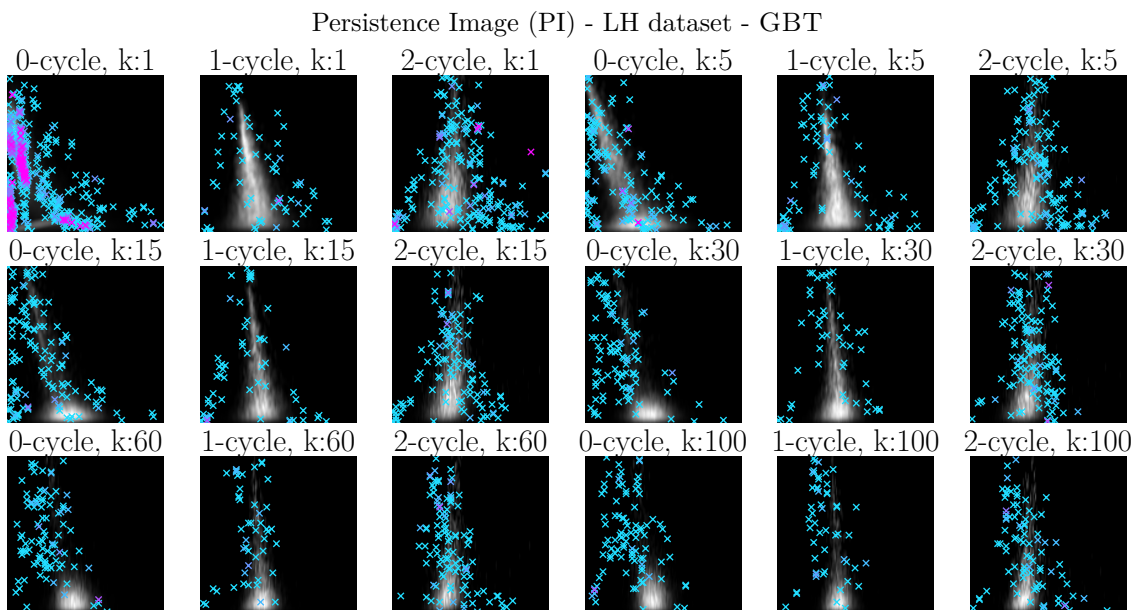 Persistence Image (PI) - LH dataset - GBT
0-cycle, k:1 1-cycle, k:1 2-cycle, k:1 0-cycle, k:5 1-cycle, k:5 2-cycle, k:5
0-cycle, k:15 1-cycle, k:15 2-cycle, k:15 0-cycle, k:30 1-cycle, k:30 2-cycle, k:30
0-cycle, k:60 1-cycle, k:60 2-cycle, k:60 0-cycle, k:100 1-cycle, k:100 2-cycle, k:100